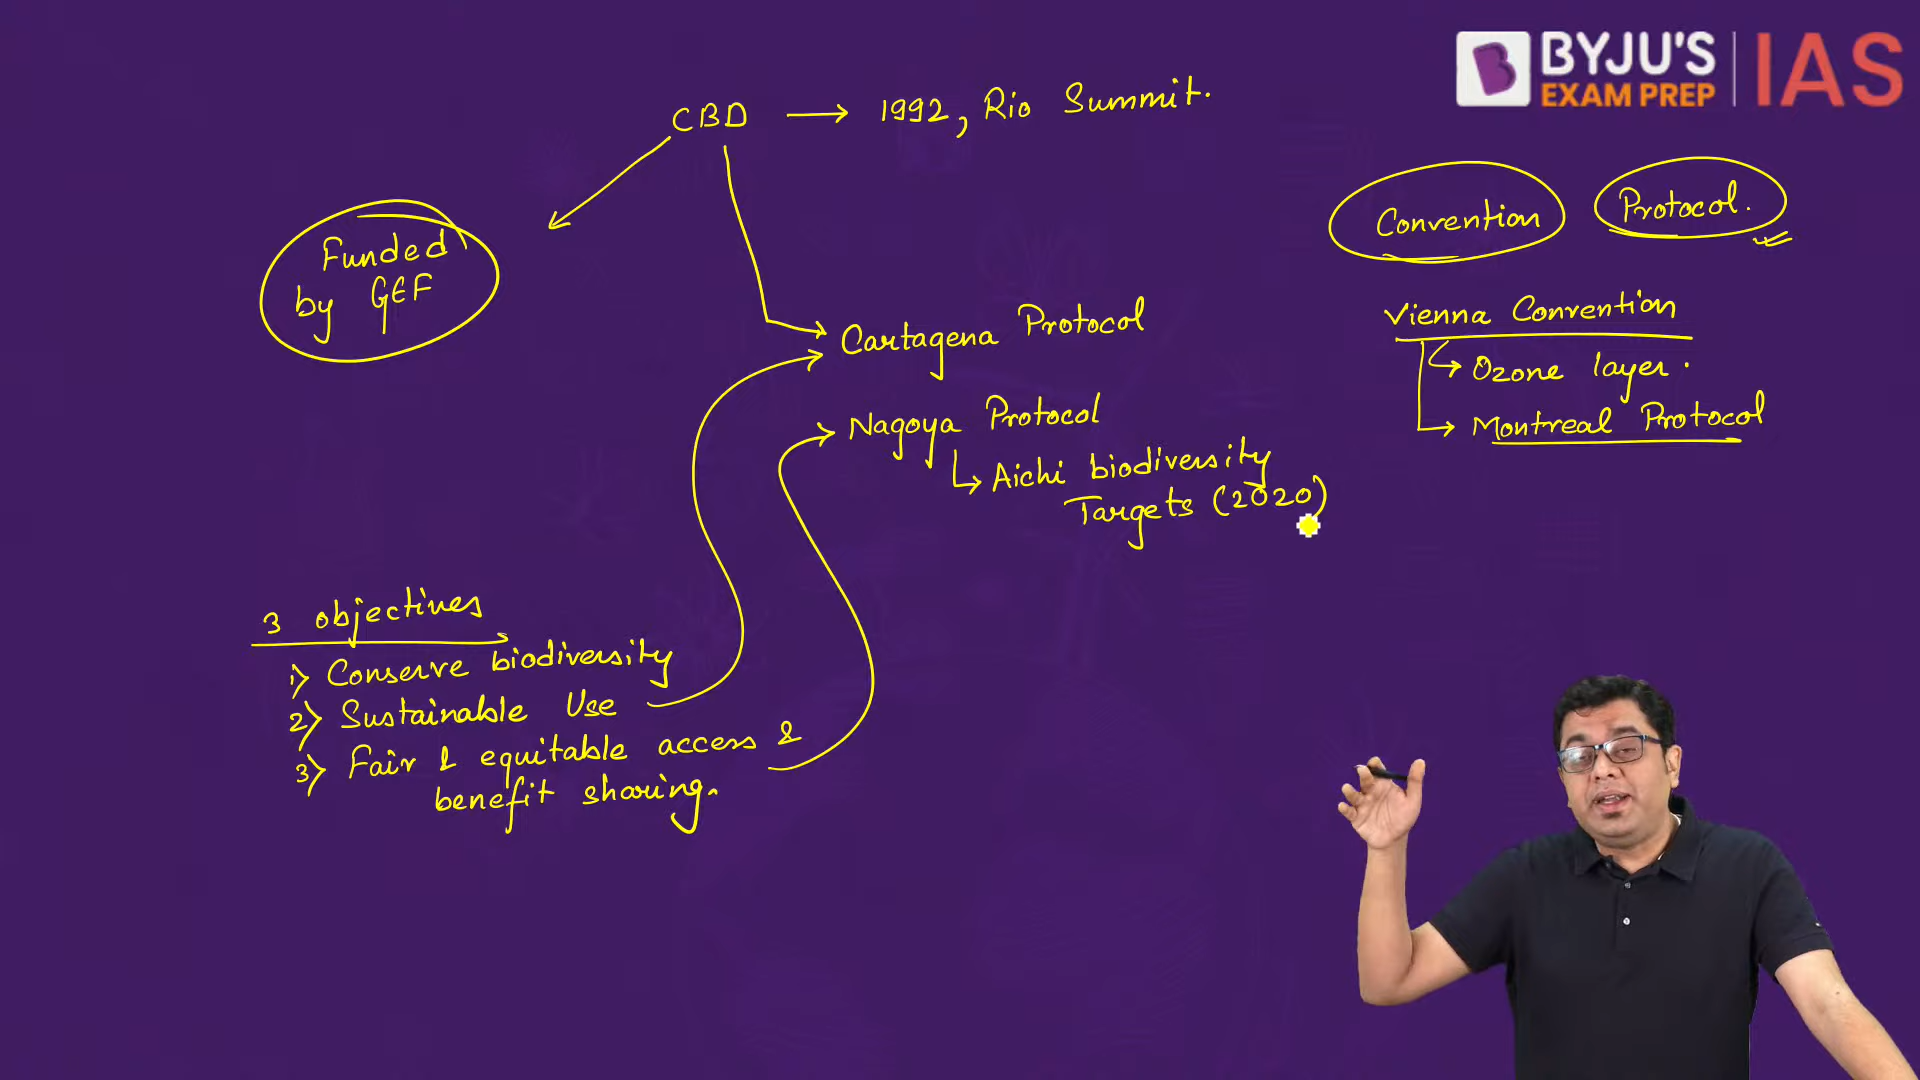 BYJU'S
EXAM PREP
IAS
CBD → 1992, Rio Summit.
Funded
by GEF
Convention
Protocol.
Vienna Convention
Ozone layer.
Montreal Protocol
Cartagena Protocol
Nagoya Protocol
Aichi biodiversity
Targets (2020)
3 objectives
1) Conserve biodiversity
2) Sustainable Use
3) Fair & equitable access &
benefit sharing.